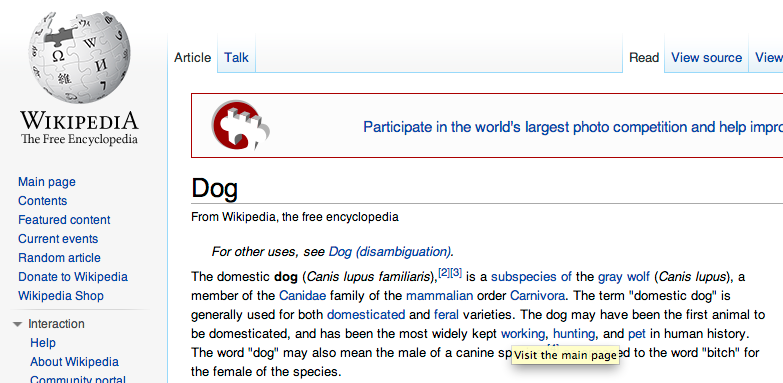 WIKIPEDIA
The Free Encyclopedia
Main page
Contents
Featured content
Current events
Random article
Donate to Wikipedia
Wikipedia Shop
Interaction
Help
About Wikipedia
Community portal
Article Talk
Read View source View
Participate in the world's largest photo competition and help impro
Dog
From Wikipedia, the free encyclopedia
For other uses, see Dog (disambiguation).
The domestic dog (Canis lupus familiaris),[2][3] is a subspecies of the gray wolf (Canis lupus), a
member of the Canidae family of the mammalian order Carnivora. The term "domestic dog" is
generally used for both domesticated and feral varieties. The dog may have been the first animal to
be domesticated, and has been the most widely kept working, hunting, and pet in human history.
The word "dog" may also mean the male of a canine sp Visit the main page ed to the word "bitch" for
the female of the species.